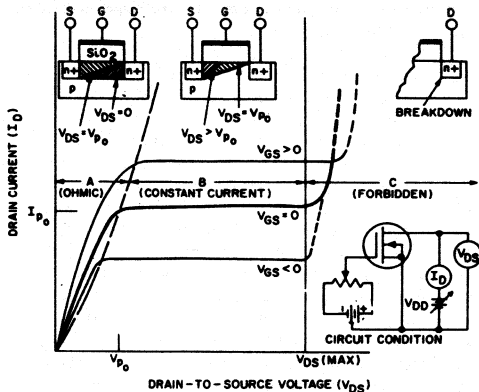 S G D
S G D
D
SiO2
n+ n+
p
n+ n+
p
n+
BREAKDOWN
VDS=Vpo
VDS=0
VDS>Vpo
VDS=Vpo
DRAIN CURRENT (ID)
VGS>0
A
(OHMIC)
B
(CONSTANT CURRENT)
C
(FORBIDDEN)
Ipo
VGS=0
VGS<0
ID
VDS
VDD
+
CIRCUIT CONDITION
Vpo
VDS (MAX)
DRAIN-TO-SOURCE VOLTAGE (VDS)